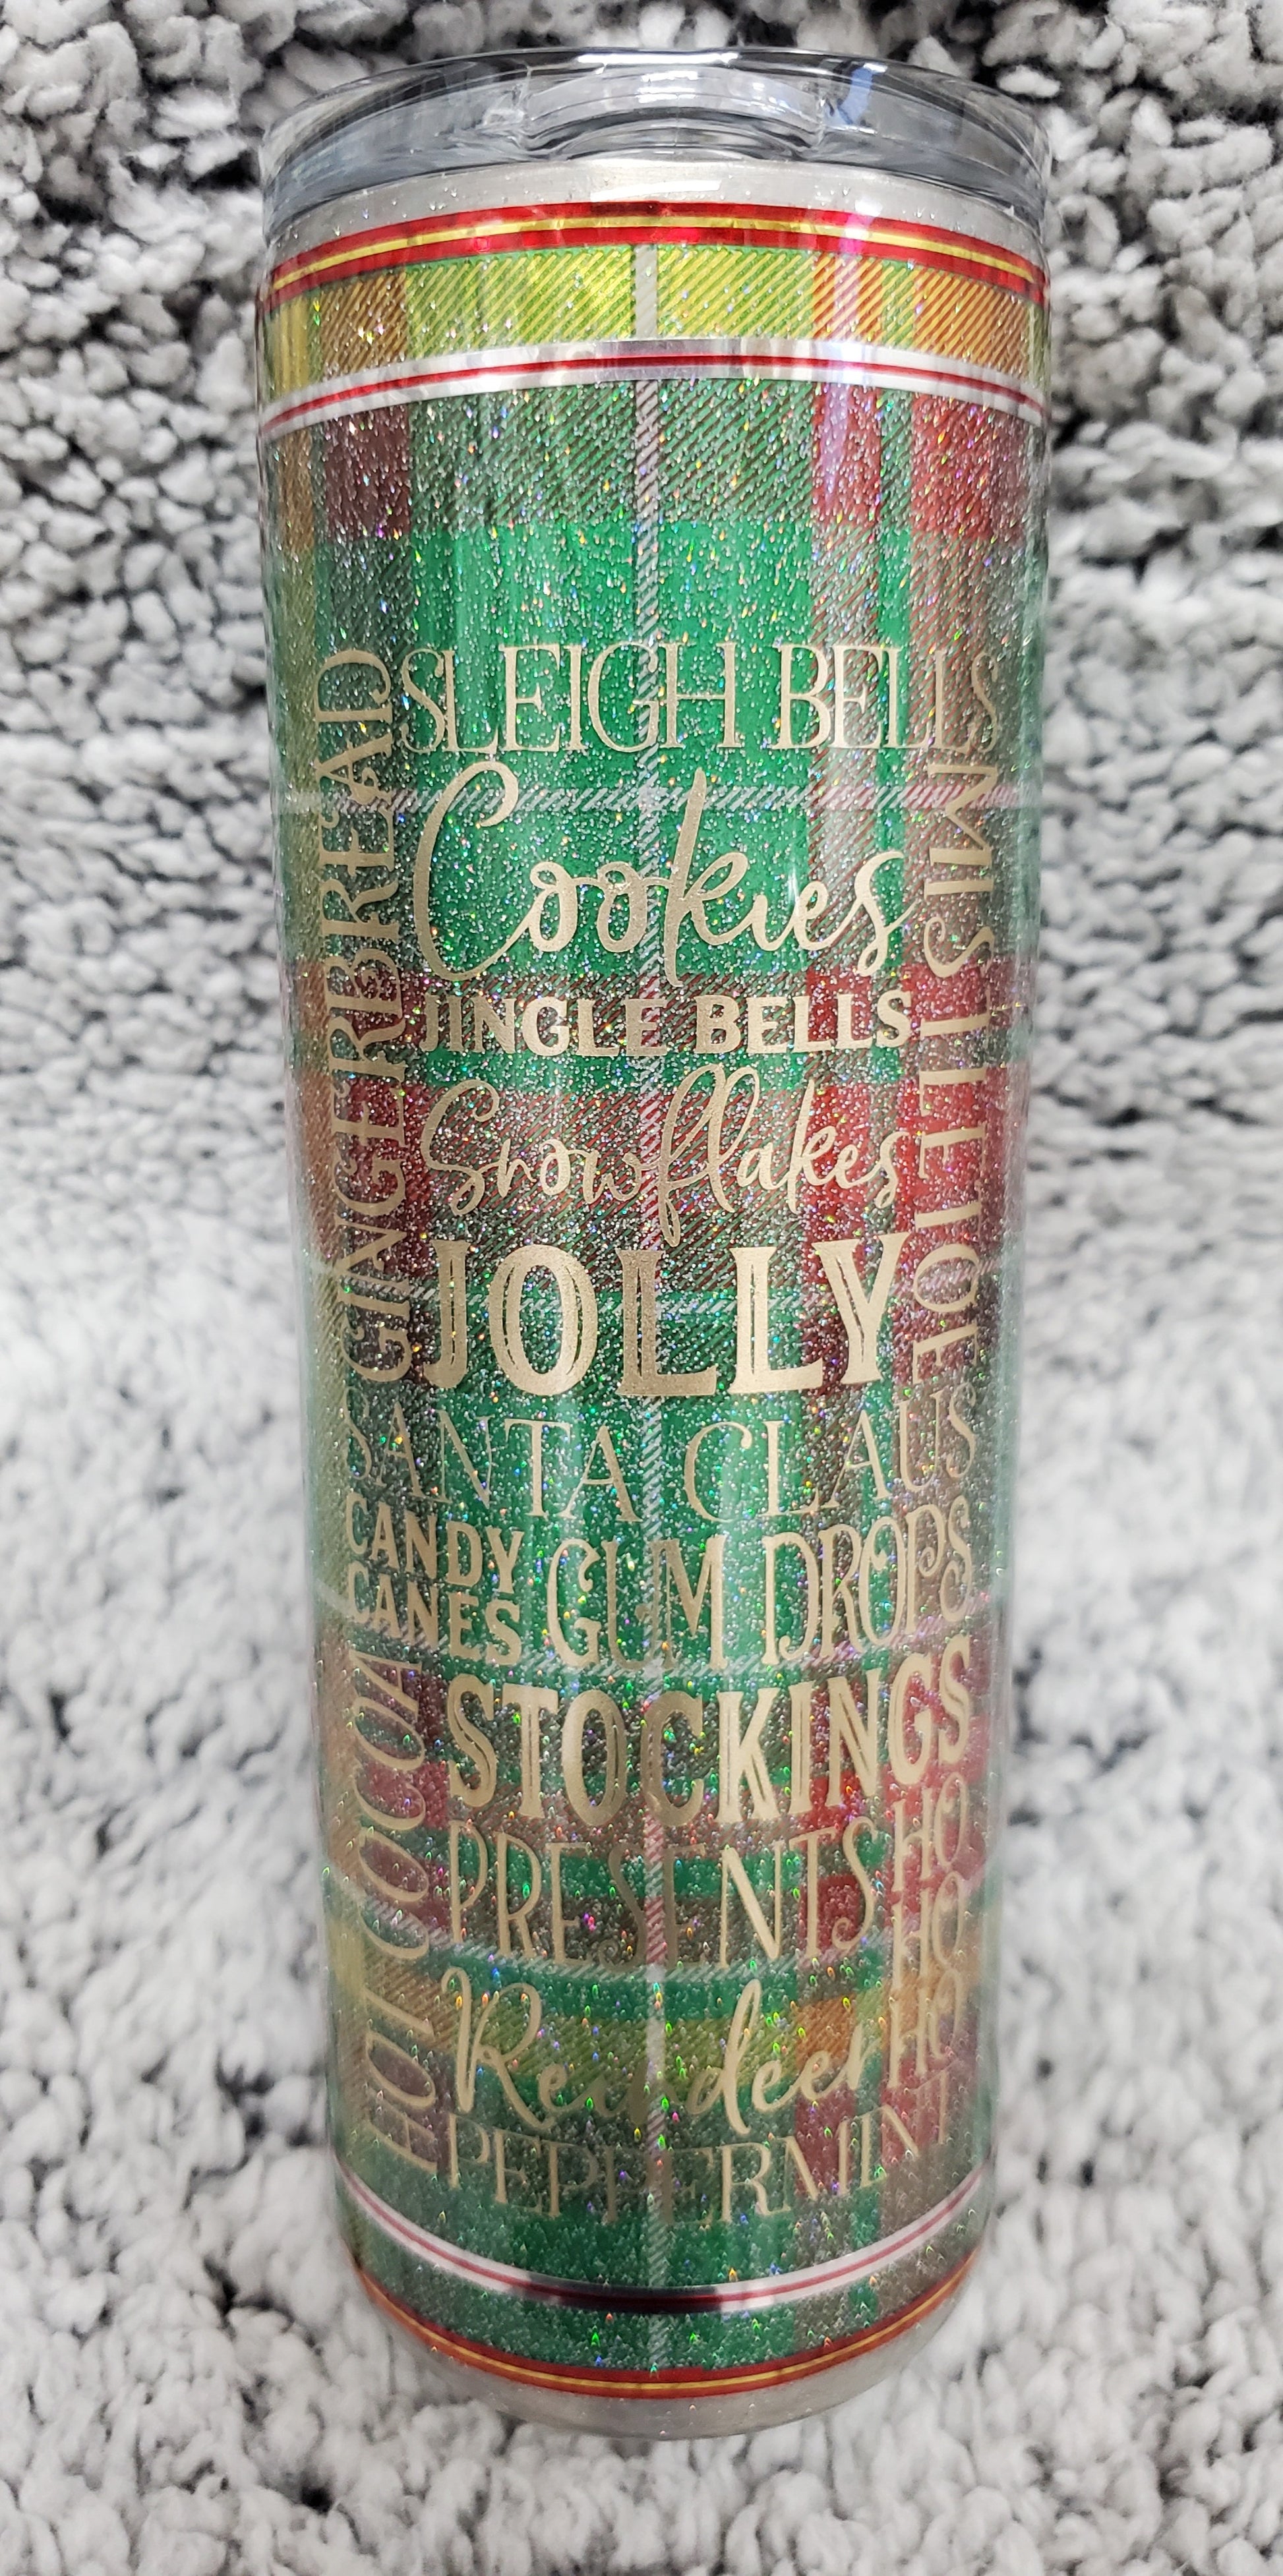 SLEIGH BELLS
GINGERBREAD
Cookies
MISTLETOE
JINGLE BELLS
Snowflakes
JOLLY
SANTA CLAUS
CANDY
CANES
GUM DROPS
HOT COCOA
STOCKINGS
PRESENTS
HO
HO
HO
Reindeer
PEPPERMINT